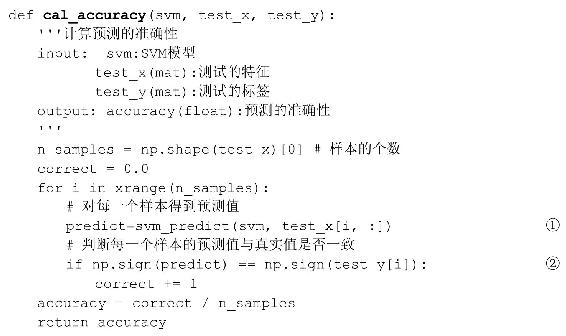 def cal_accuracy(svm, test_x, test_y):
    '''计算预测的准确性
    input:  svm:SVM模型
            test_x(mat):测试的特征
            test_y(mat):测试的标签
    output: accuracy(float):预测的准确性
    '''
    n_samples = np.shape(test_x)[0] # 样本的个数
    correct = 0.0
    for i in xrange(n_samples):
        # 对每一个样本得到预测值
        predict=svm_predict(svm, test_x[i, :]) ①
        # 判断每一个样本的预测值与真实值是否一致
        if np.sign(predict) == np.sign(test_y[i]): ②
            correct += 1
    accuracy = correct / n_samples
    return accuracy